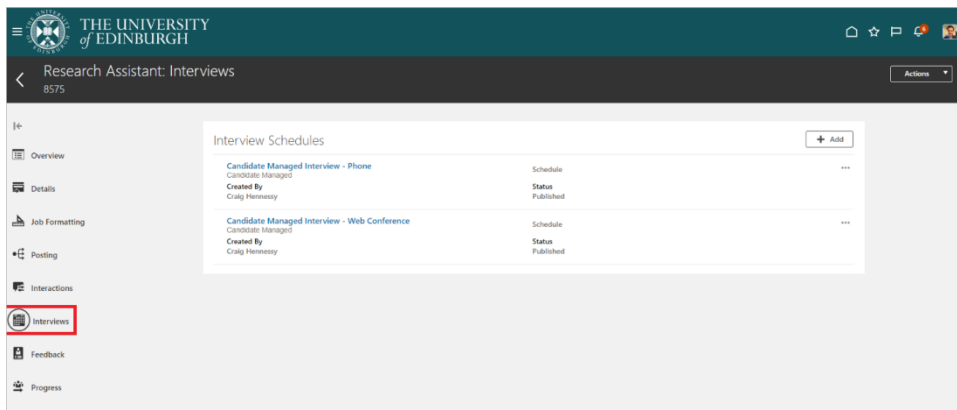 THE UNIVERSITY
of EDINBURGH
Research Assistant: Interviews
8575
Actions
Overview
Details
Job Formatting
Posting
Interactions
Interviews
Feedback
Progress
Interview Schedules
+ Add
Candidate Managed Interview - Phone
Candidate Managed
Schedule
Created By
Status
Craig Hennessy
Published
Candidate Managed Interview - Web Conference
Candidate Managed
Schedule
Created By
Status
Craig Hennessy
Published